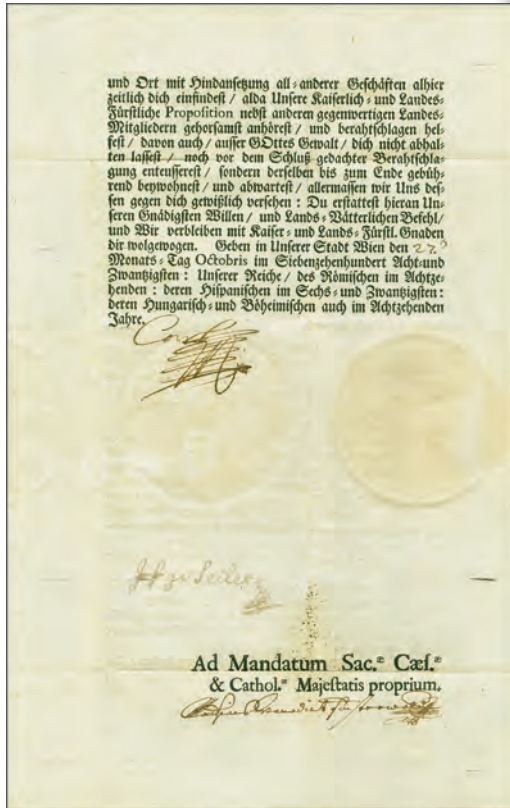 und Ort mit Hindansetzung all-anderer Geschäften alhier
zeitlich dich einfindest / alda Unsere Kaiserlich- und Landes-
Fürstliche Proposition nebst anderen gegenwertigen Landes-
Mitgliedern gehorsamst anhörest / und berahtschlagen hel-
fest / davon auch / ausser GOttes Gewalt / dich nicht abhal-
ten lassest / noch vor dem Schluß gedachter Berahtschla-
gung enteusserest / sondern derselben bis zum Ende gebüh-
rend beywohnest / und abwartest / allermassen wir Uns des-
sen gegen dich gewißlich versehen : Du erstattest hieran Un-
seren Gnädigsten Willen / und Lands-Vätterlichen Befehl /
und Wir verbleiben mit Kaiser- und Lands-Fürstl. Gnaden
dir wolgewogen. Geben in Unserer Stadt Wien den 27
Monats-Tag Octobris im Siebenzehenhundert Acht-und
Zwantzigsten : Unserer Reiche / des Römischen im Achtze-
henden : deren Hispanischen im Sechs- und Zwantzigsten :
deren Hungarisch- und Böheimischen auch im Achtzehenden
Jahre.
Seilern
Ad Mandatum Sac.æ Cæs.æ
& Cathol.æ Majestatis proprium.